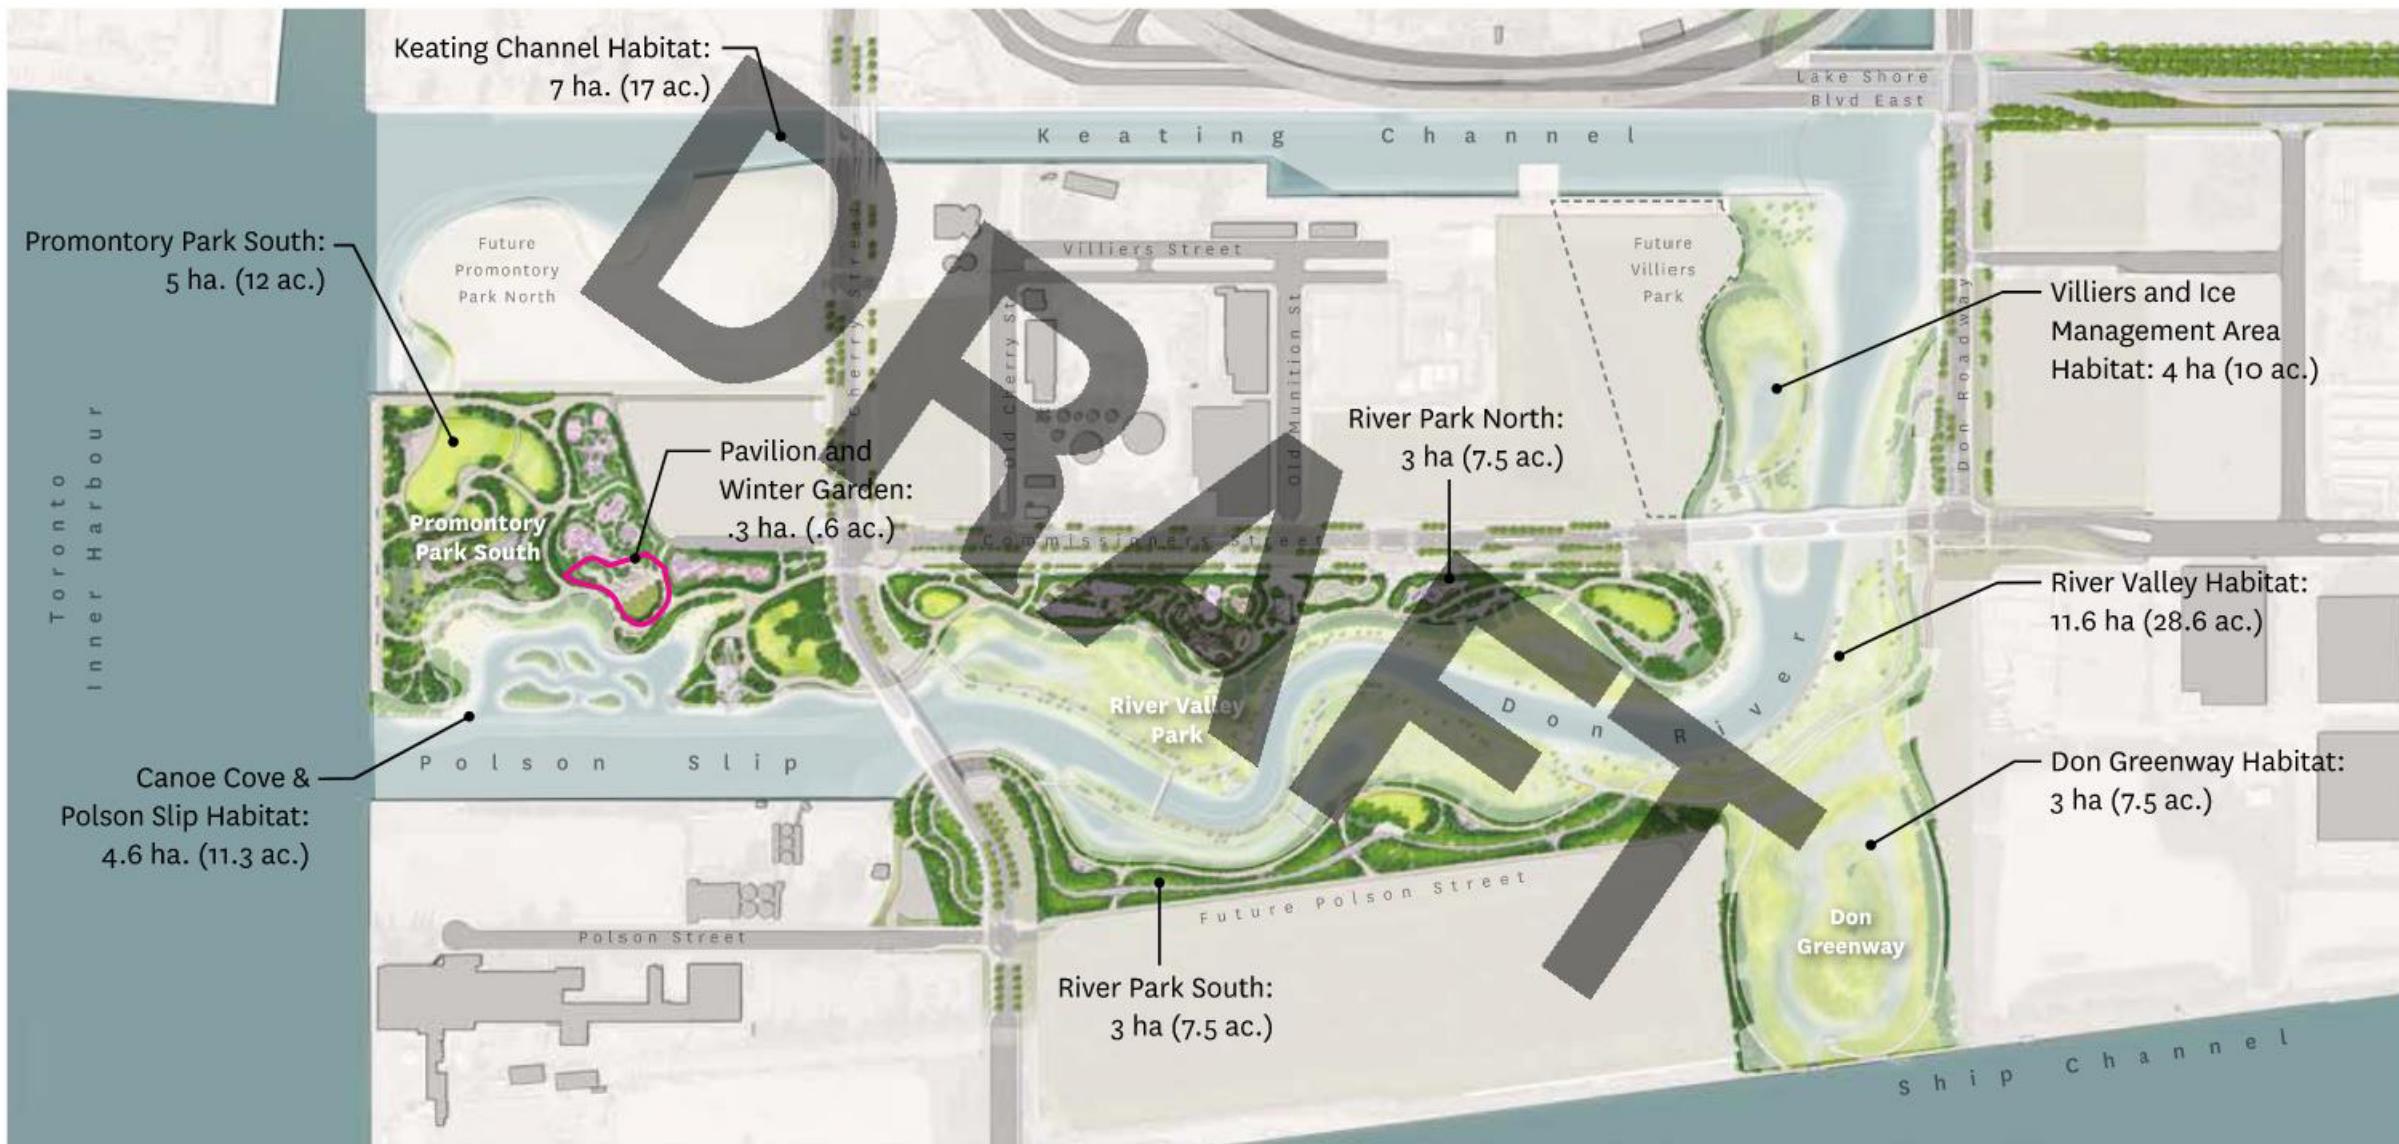 Keating Channel Habitat:
7 ha. (17 ac.)
Lake Shore
Blvd East
Keating Channel
Promontory Park South:
5 ha. (12 ac.)
Future
Promontory
Park North
Cherry Street
Villiers Street
Old Cherry St
Old Munition St
Future
Villiers
Park
Don Roadway
Villiers and Ice
Management Area
Habitat: 4 ha (10 ac.)
Toronto
Inner Harbour
Pavilion and
Winter Garden:
.3 ha. (.6 ac.)
River Park North:
3 ha (7.5 ac.)
Promontory
Park South
Commissioners Street
River Valley Habitat:
11.6 ha (28.6 ac.)
River Valley
Park
Don River
Polson Slip
Canoe Cove &
Polson Slip Habitat:
4.6 ha. (11.3 ac.)
Don Greenway Habitat:
3 ha (7.5 ac.)
Future Polson Street
Polson Street
Don
Greenway
River Park South:
3 ha (7.5 ac.)
Ship Channel
DRAFT